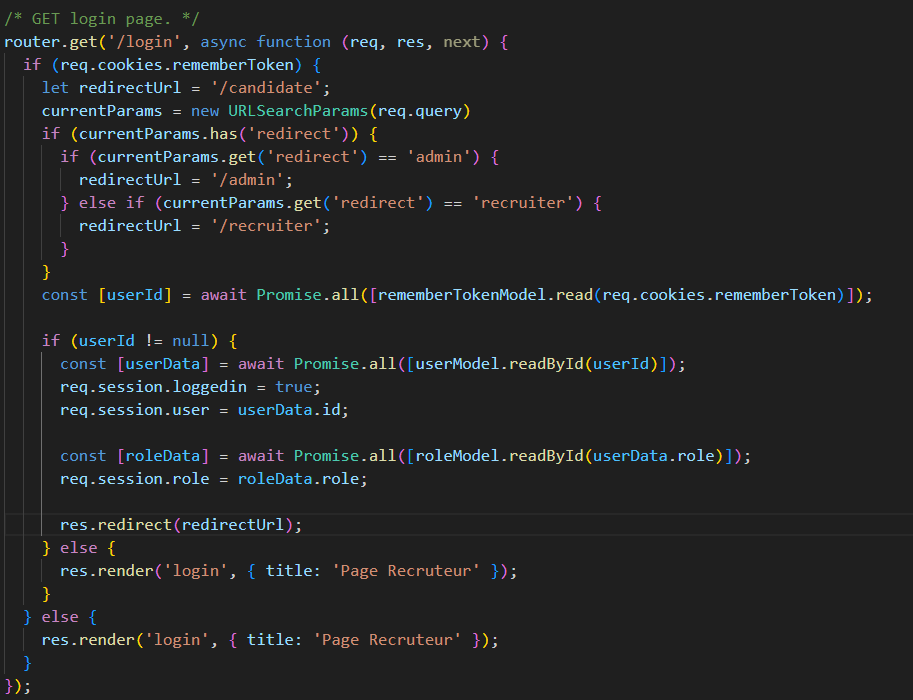 /* GET login page. */
router.get('/login', async function (req, res, next) {
  if (req.cookies.rememberToken) {
    let redirectUrl = '/candidate';
    currentParams = new URLSearchParams(req.query)
    if (currentParams.has('redirect')) {
      if (currentParams.get('redirect') == 'admin') {
        redirectUrl = '/admin';
      } else if (currentParams.get('redirect') == 'recruiter') {
        redirectUrl = '/recruiter';
      }
    }
    const [userId] = await Promise.all([rememberTokenModel.read(req.cookies.rememberToken)]);

    if (userId != null) {
      const [userData] = await Promise.all([userModel.readById(userId)]);
      req.session.loggedin = true;
      req.session.user = userData.id;

      const [roleData] = await Promise.all([roleModel.readById(userData.role)]);
      req.session.role = roleData.role;

      res.redirect(redirectUrl);
    } else {
      res.render('login', { title: 'Page Recruteur' });
    }
  } else {
    res.render('login', { title: 'Page Recruteur' });
  }
});